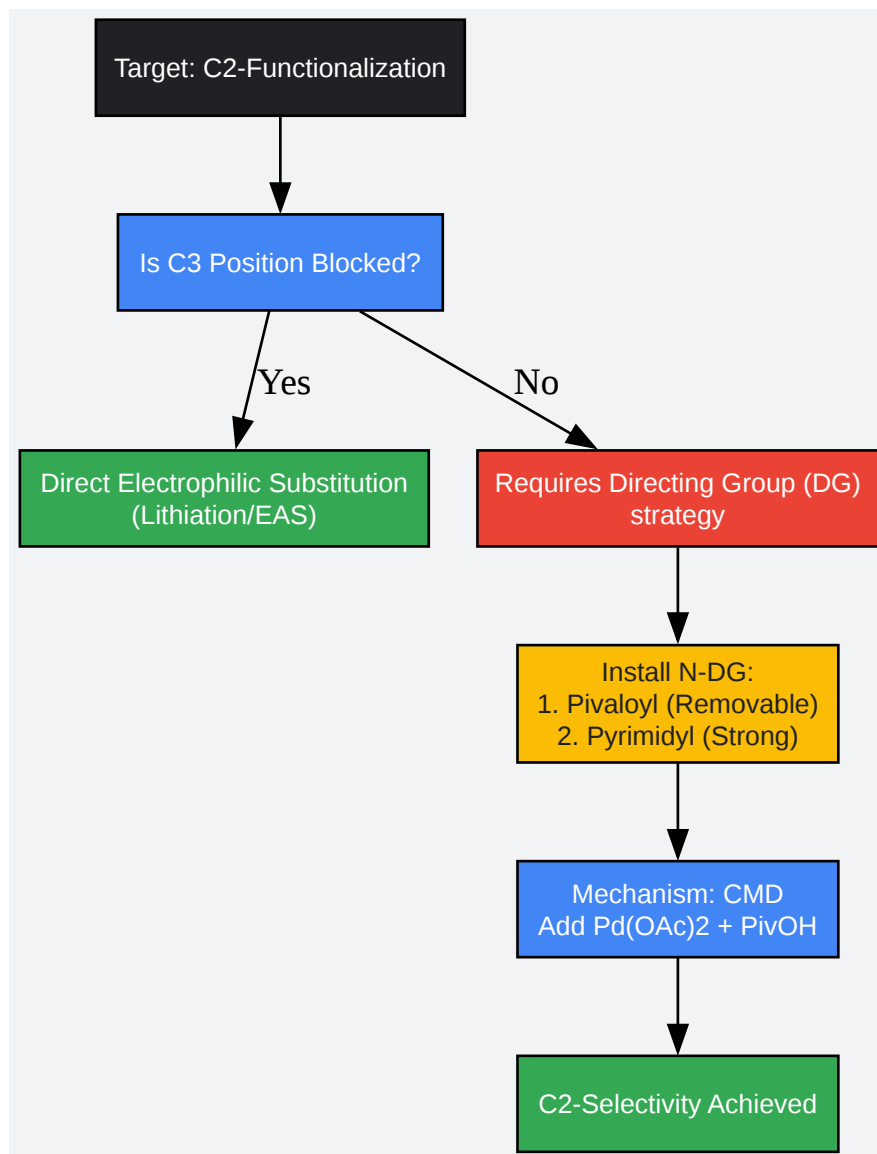 Target: C2-Functionalization
Is C3 Position Blocked?
Yes
No
Direct Electrophilic Substitution
(Lithiation/EAS)
Requires Directing Group (DG)
strategy
Install N-DG:
1. Pivaloyl (Removable)
2. Pyrimidyl (Strong)
Mechanism: CMD
Add Pd(OAc)2 + PivOH
C2-Selectivity Achieved